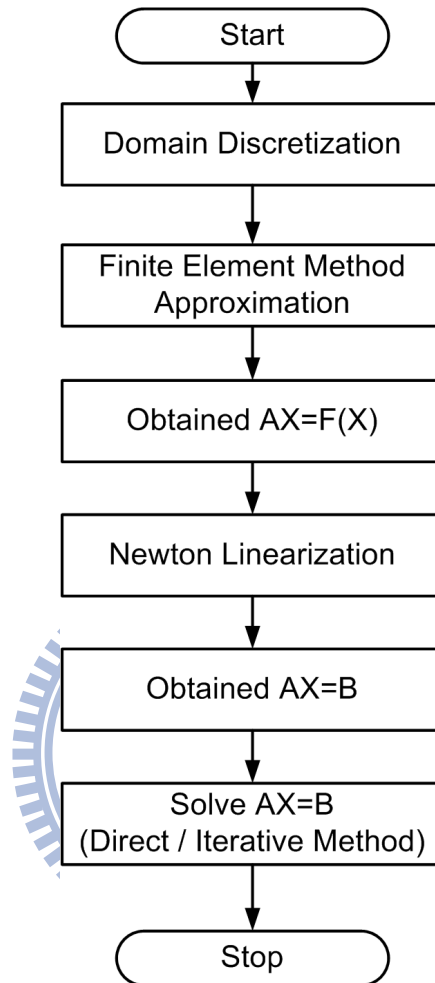 Start
Domain Discretization
Finite Element Method
Approximation
Obtained AX=F(X)
Newton Linearization
Obtained AX=B
Solve AX=B
(Direct / Iterative Method)
Stop